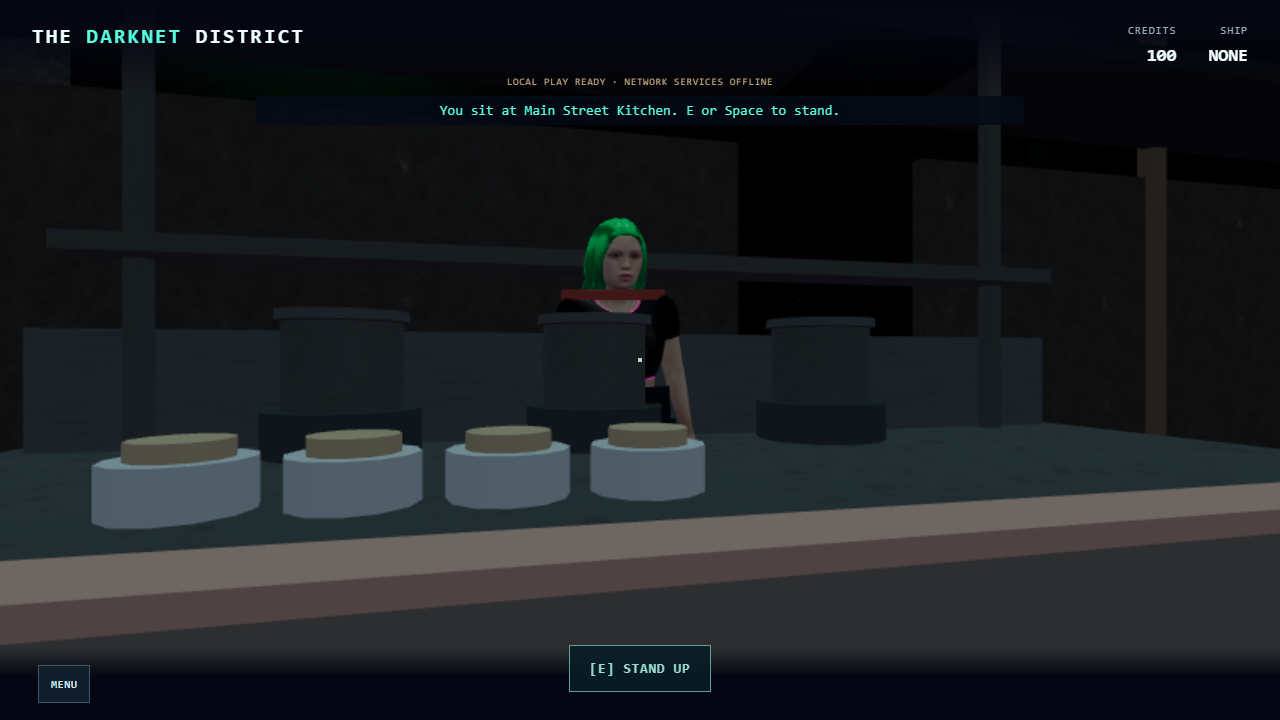 THE DARKNET DISTRICT
CREDITS SHIP
100 NONE
LOCAL PLAY READY · NETWORK SERVICES OFFLINE
You sit at Main Street Kitchen. E or Space to stand.
[E] STAND UP
MENU